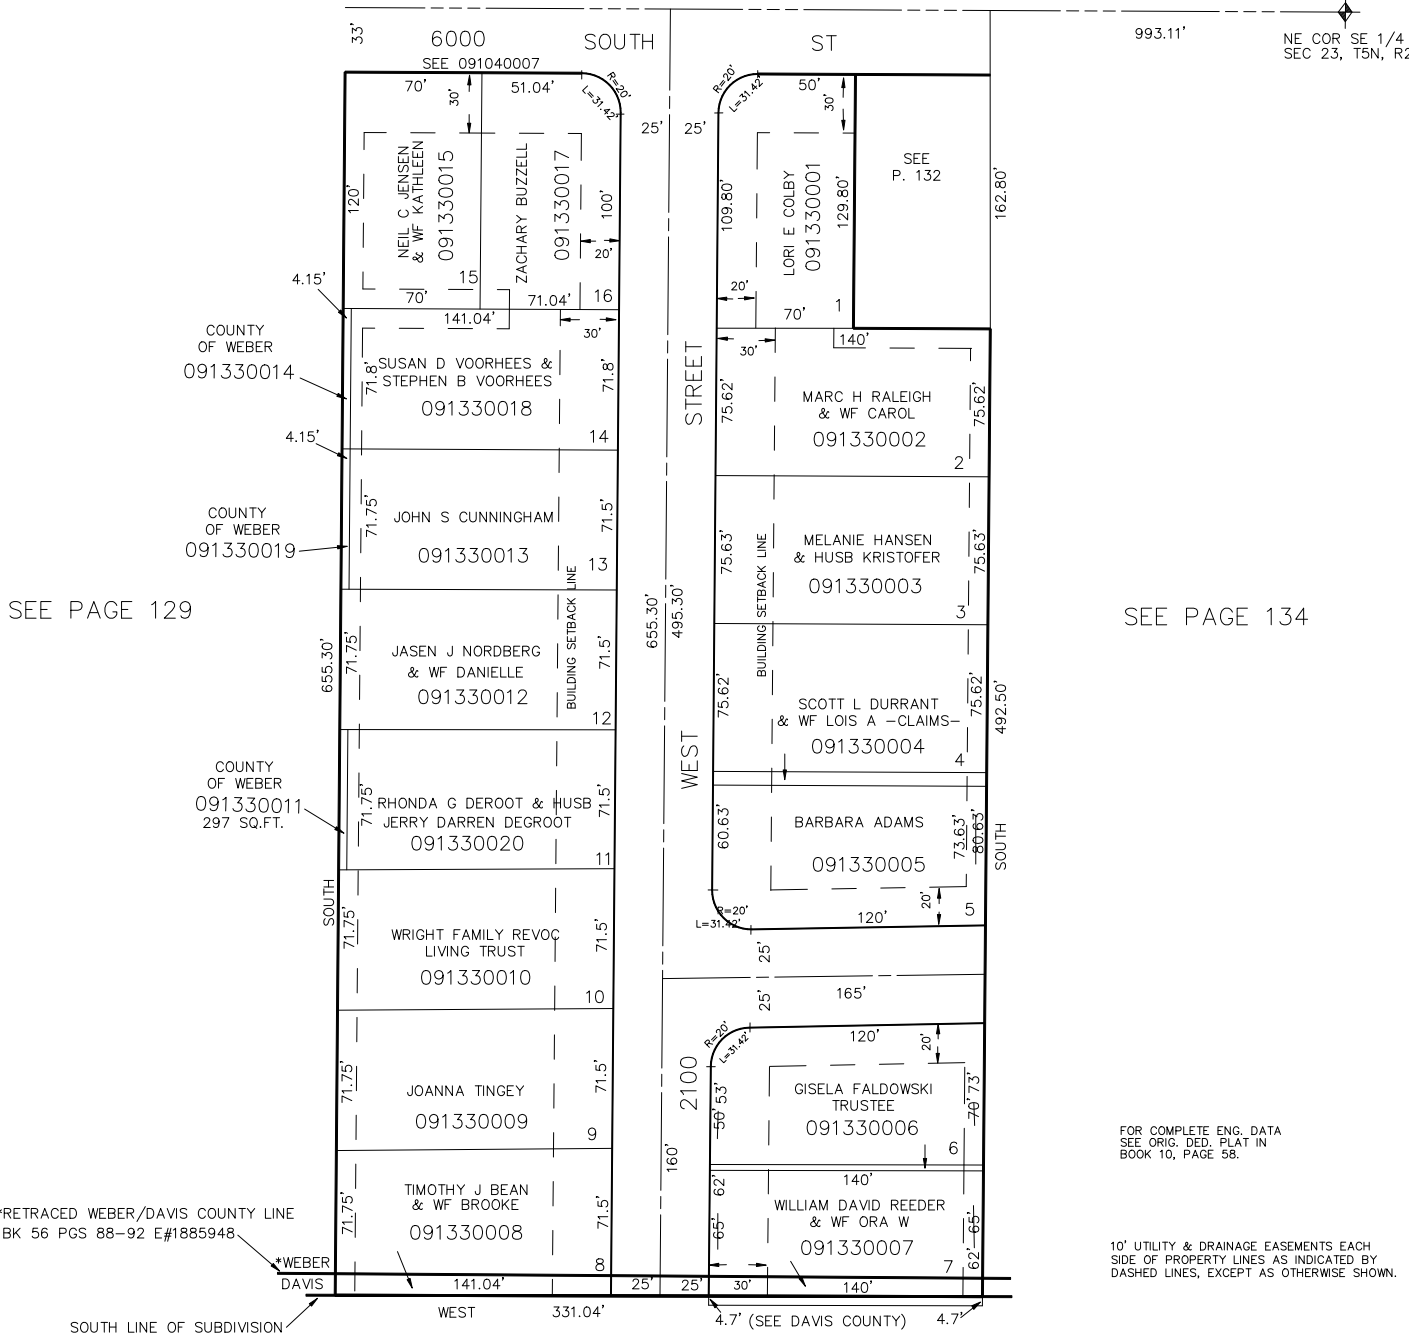 33'
6000 SOUTH ST
993.11'
NE COR SE 1/4
SEC 23, T5N, R2
SEE 091040007
70'
51.04'
R=20'
L=31.42'
30'
25'
25'
R=20'
L=31.42'
50'
30'
SEE
P. 132
162.80'
120'
NEIL C JENSEN
& WF KATHLEEN
091330015
15
70'
ZACHARY BUZZELL
091330017
100'
20'
71.04'
16
109.80'
LORI E COLBY
091330001
129.80'
20'
70'
1
4.15'
141.04'
30'
COUNTY
OF WEBER
091330014
71.8'
SUSAN D VOORHEES &
STEPHEN B VOORHEES
091330018
71.8'
14
STREET
30'
140'
75.62'
MARC H RALEIGH
& WF CAROL
091330002
75.62'
2
4.15'
COUNTY
OF WEBER
091330019
71.75'
JOHN S CUNNINGHAM
091330013
71.5'
13
BUILDING SETBACK LINE
75.63'
MELANIE HANSEN
& HUSB KRISTOFER
091330003
75.63'
3
BUILDING SETBACK LINE
SEE PAGE 129
SEE PAGE 134
655.30'
495.30'
655.30'
71.75'
JASEN J NORDBERG
& WF DANIELLE
091330012
71.5'
12
75.62'
SCOTT L DURRANT
& WF LOIS A -CLAIMS-
091330004
75.62'
4
492.50'
WEST
COUNTY
OF WEBER
091330011
297 SQ.FT.
71.75'
RHONDA G DEROOT & HUSB
JERRY DARREN DEGROOT
091330020
71.5'
11
60.63'
BARBARA ADAMS
091330005
73.63'
80.63'
SOUTH
20'
5
R=20'
L=31.42'
120'
SOUTH
71.75'
WRIGHT FAMILY REVOC
LIVING TRUST
091330010
71.5'
10
25'
165'
25'
R=20'
L=31.42'
120'
20'
2100
71.75'
JOANNA TINGEY
091330009
71.5'
9
50' 53'
GISELA FALDOWSKI
TRUSTEE
091330006
70' 73'
6
FOR COMPLETE ENG. DATA
SEE ORIG. DED. PLAT IN
BOOK 10, PAGE 58.
160'
140'
71.75'
TIMOTHY J BEAN
& WF BROOKE
091330008
71.5'
8
62'
65'
WILLIAM DAVID REEDER
& WF ORA W
091330007
62' 65'
7
*RETRACED WEBER/DAVIS COUNTY LINE
BK 56 PGS 88-92 E#1885948
10' UTILITY & DRAINAGE EASEMENTS EACH
SIDE OF PROPERTY LINES AS INDICATED BY
DASHED LINES, EXCEPT AS OTHERWISE SHOWN.
*WEBER
DAVIS
141.04'
25'
25'
30'
140'
WEST
331.04'
4.7' (SEE DAVIS COUNTY) 4.7'
SOUTH LINE OF SUBDIVISION